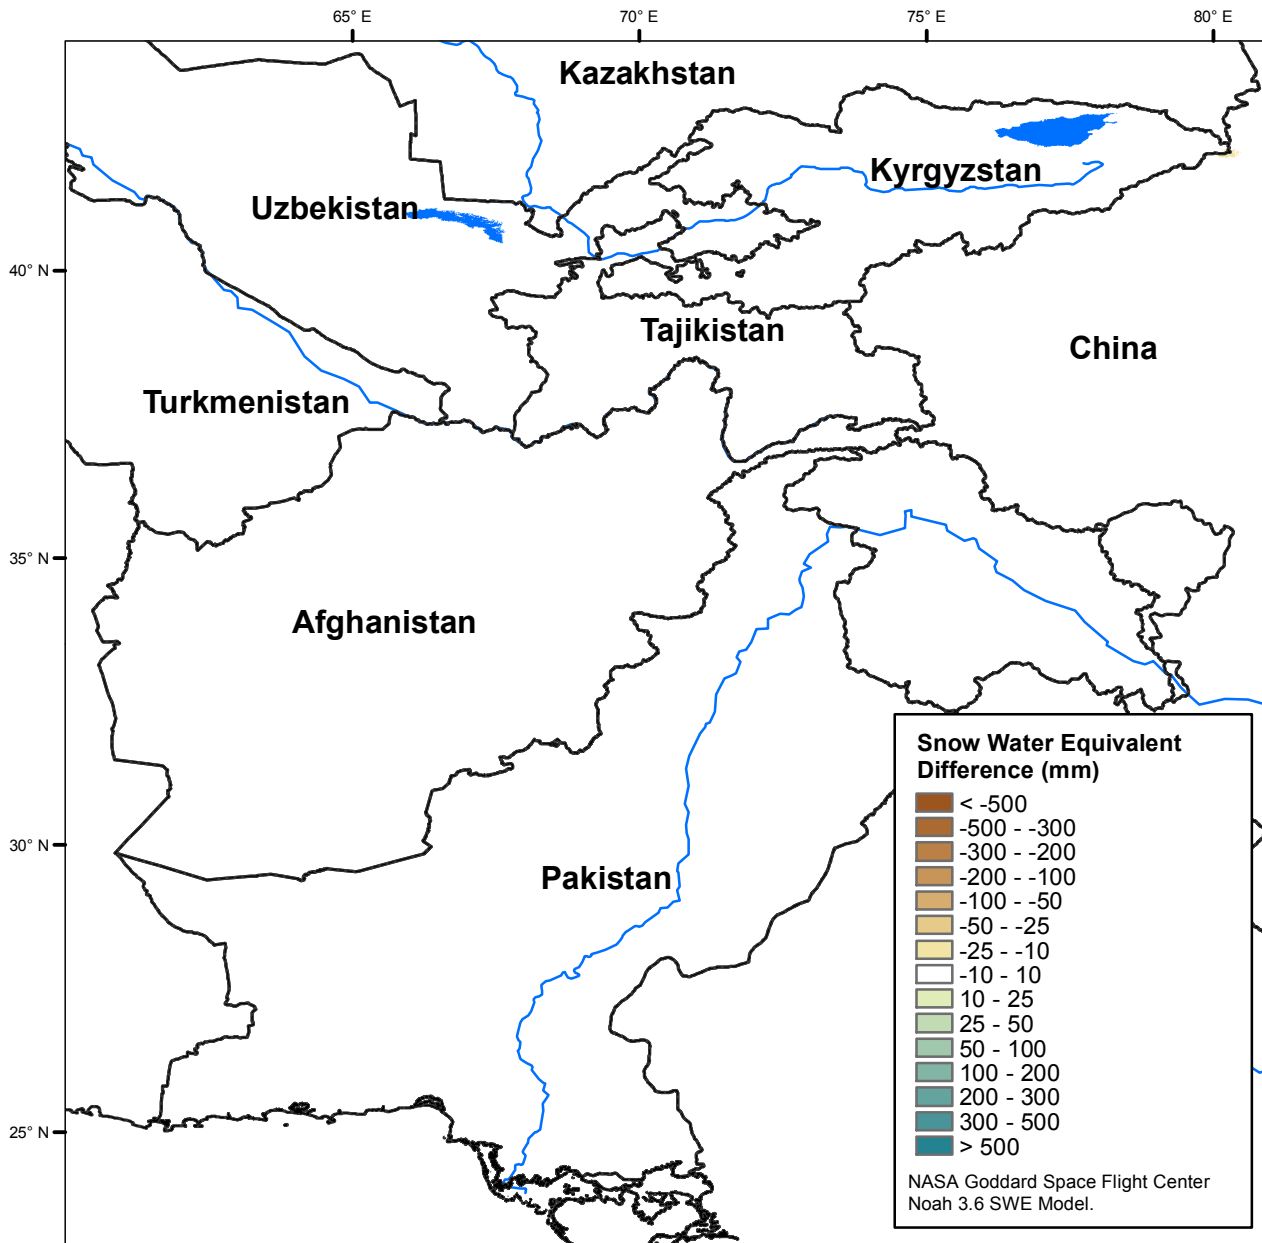 65° E
70° E
75° E
80° E
Kazakhstan
Kyrgyzstan
Uzbekistan
40° N
Tajikistan
China
Turkmenistan
35° N
Afghanistan
30° N
Pakistan
25° N
Snow Water Equivalent
Difference (mm)
< -500
-500 - -300
-300 - -200
-200 - -100
-100 - -50
-50 - -25
-25 - -10
-10 - 10
10 - 25
25 - 50
50 - 100
100 - 200
200 - 300
300 - 500
> 500
NASA Goddard Space Flight Center
Noah 3.6 SWE Model.